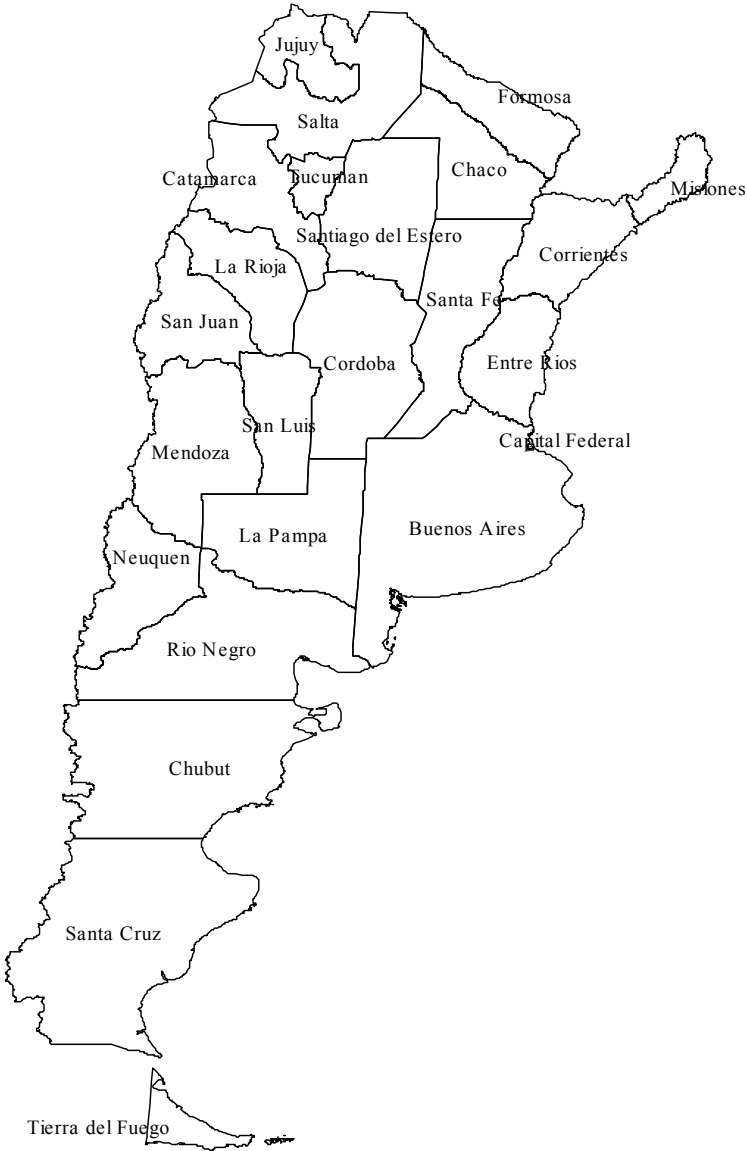 Jujuy
Formosa
Salta
Chaco
Catamarca
Tucuman
Misiones
Santiago del Estero
Corrientes
La Rioja
Santa Fe
San Juan
Cordoba
Entre Rios
San Luis
Capital Federal
Mendoza
Buenos Aires
La Pampa
Neuquen
Rio Negro
Chubut
Santa Cruz
Tierra del Fuego